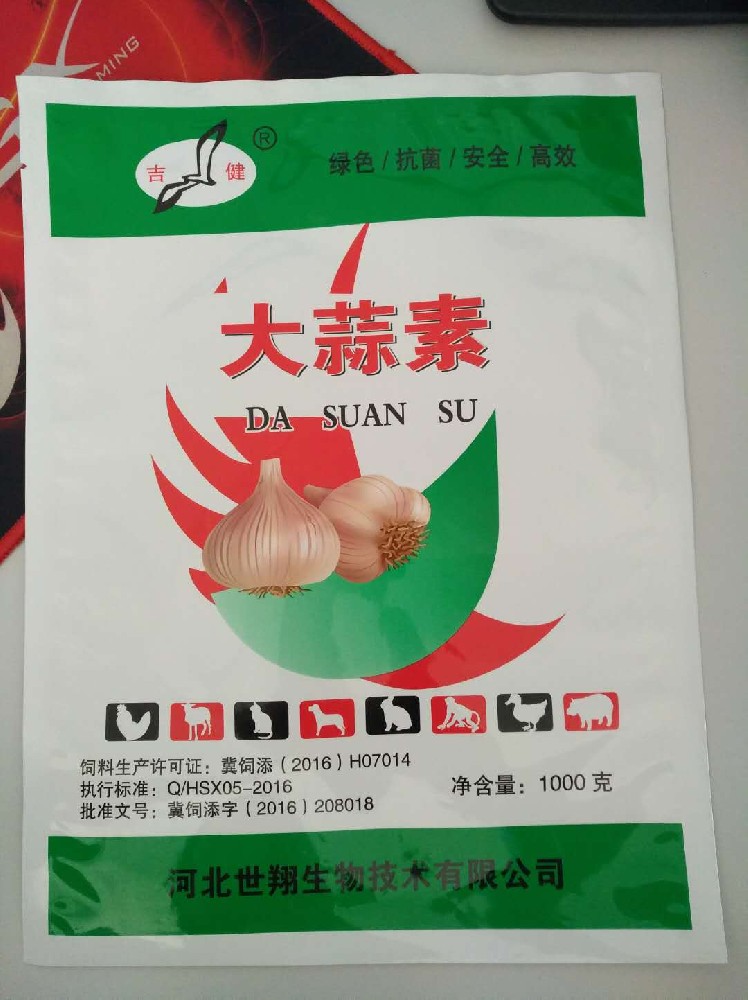 MING
吉 健 ®
绿色/抗菌/安全/高效
大蒜素
DA SUAN SU
饲料生产许可证：冀饲添（2016）H07014
执行标准：Q/HSX05-2016
批准文号：冀饲添字（2016）208018
净含量：1000克
河北世翔生物技术有限公司